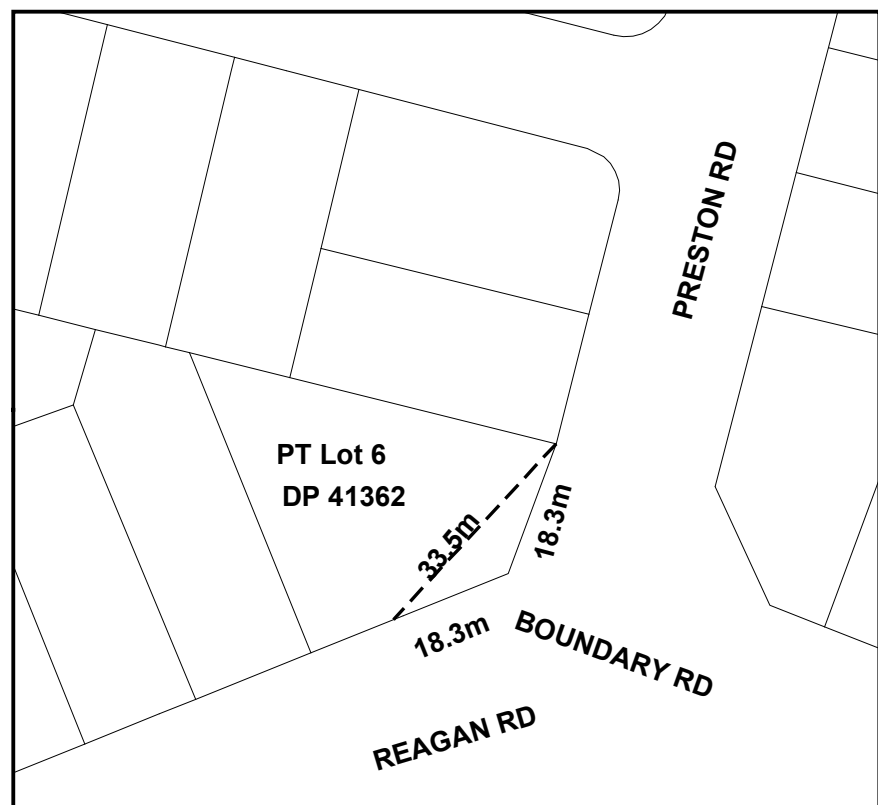 PRESTON RD
PT Lot 6
DP 41362
33.5m
18.3m
18.3m
BOUNDARY RD
REAGAN RD